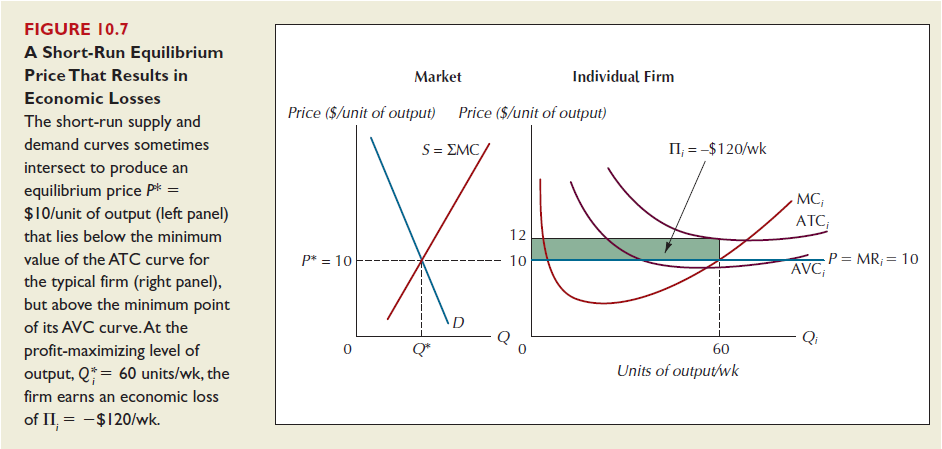 FIGURE 10.7
A Short-Run Equilibrium
Price That Results in
Economic Losses
The short-run supply and
demand curves sometimes
intersect to produce an
equilibrium price P* =
$10/unit of output (left panel)
that lies below the minimum
value of the ATC curve for
the typical firm (right panel),
but above the minimum point
of its AVC curve. At the
profit-maximizing level of
output, Q*i = 60 units/wk, the
firm earns an economic loss
of Πi = −$120/wk.
Market
Price ($/unit of output)
S = ΣMC
P* = 10
D
0
Q*
Q
Individual Firm
Price ($/unit of output)
Πi = –$120/wk
MCi
ATCi
12
10
P = MRi = 10
AVCi
0
60
Qi
Units of output/wk